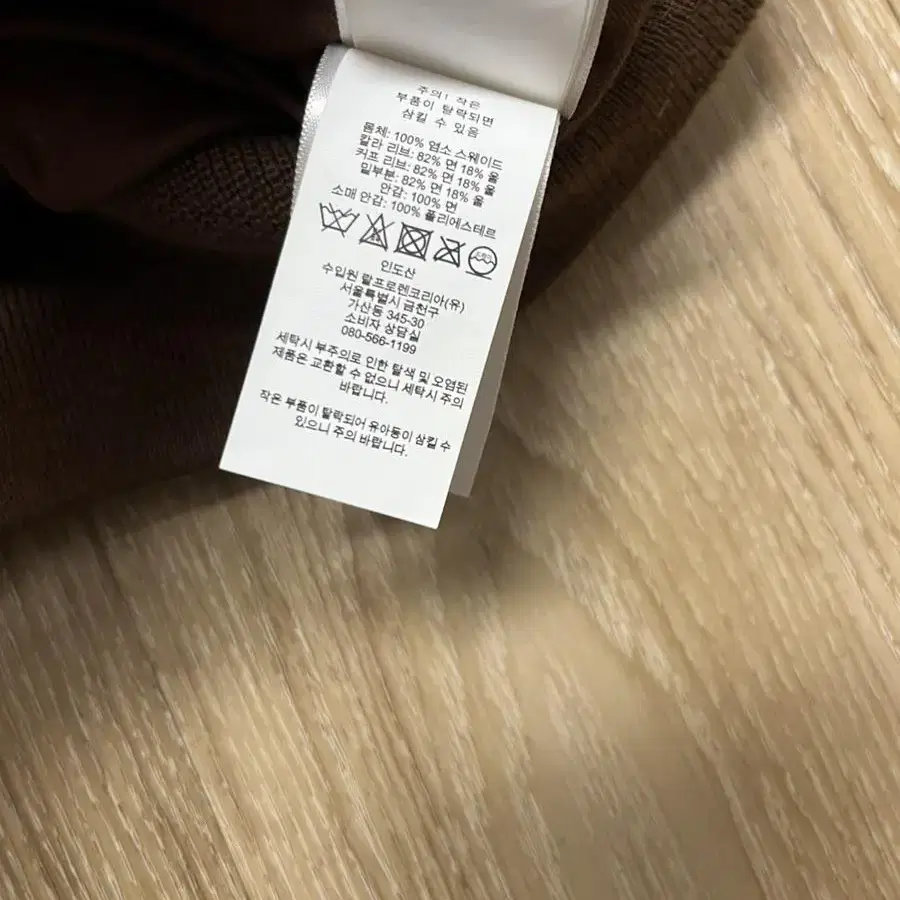 주의! 작은
부품이 탈락되면
삼킬 수 있음
몸체: 100% 염소 스웨이드
칼라 리브: 82% 면 18% 울
커프 리브: 82% 면 18% 울
밑부분: 82% 면 18% 울
안감: 100% 면
소매 안감: 100% 폴리에스테르
인도산
수입원 랄프로렌코리아(유)
서울특별시 금천구
가산동 345-30
소비자 상담실
080-566-1199
세탁시 부주의로 인한 탈색 및 오염된
제품은 교환할 수 없으니 세탁시 주의
바랍니다.
작은 부품이 탈락되어 유아동이 삼킬 수
있으니 주의 바랍니다.